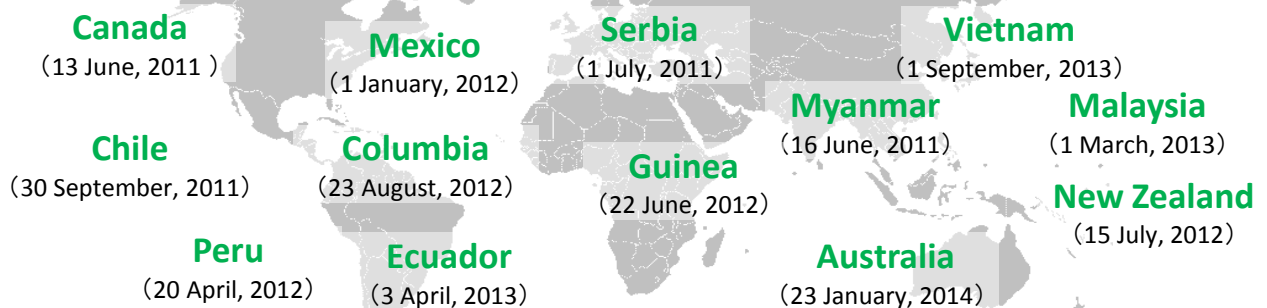 Canada
（13 June, 2011 ）
Mexico
（1 January, 2012）
Serbia
（1 July, 2011）
Vietnam
（1 September, 2013）
Myanmar
（16 June, 2011）
Malaysia
（1 March, 2013）
Chile
（30 September, 2011）
Columbia
（23 August, 2012）
Guinea
（22 June, 2012）
New Zealand
（15 July, 2012）
Peru
（20 April, 2012）
Ecuador
（3 April, 2013）
Australia
（23 January, 2014）